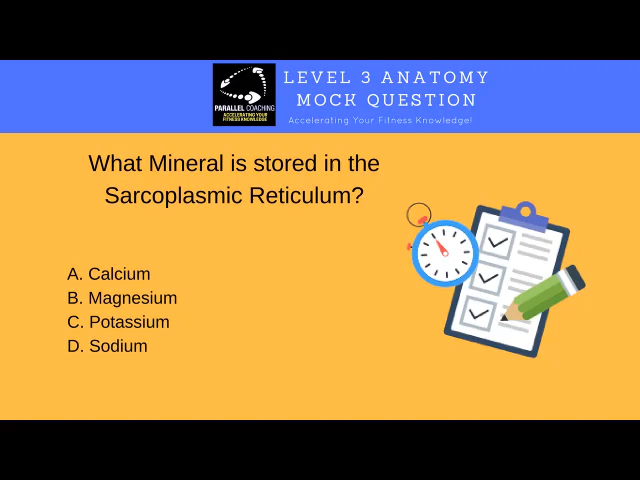 LEVEL 3 ANATOMY
MOCK QUESTION
PARALLEL COACHING
ACCELERATING YOUR
FITNESS KNOWLEDGE
Accelerating Your Fitness Knowledge!
What Mineral is stored in the
Sarcoplasmic Reticulum?
A. Calcium
B. Magnesium
C. Potassium
D. Sodium